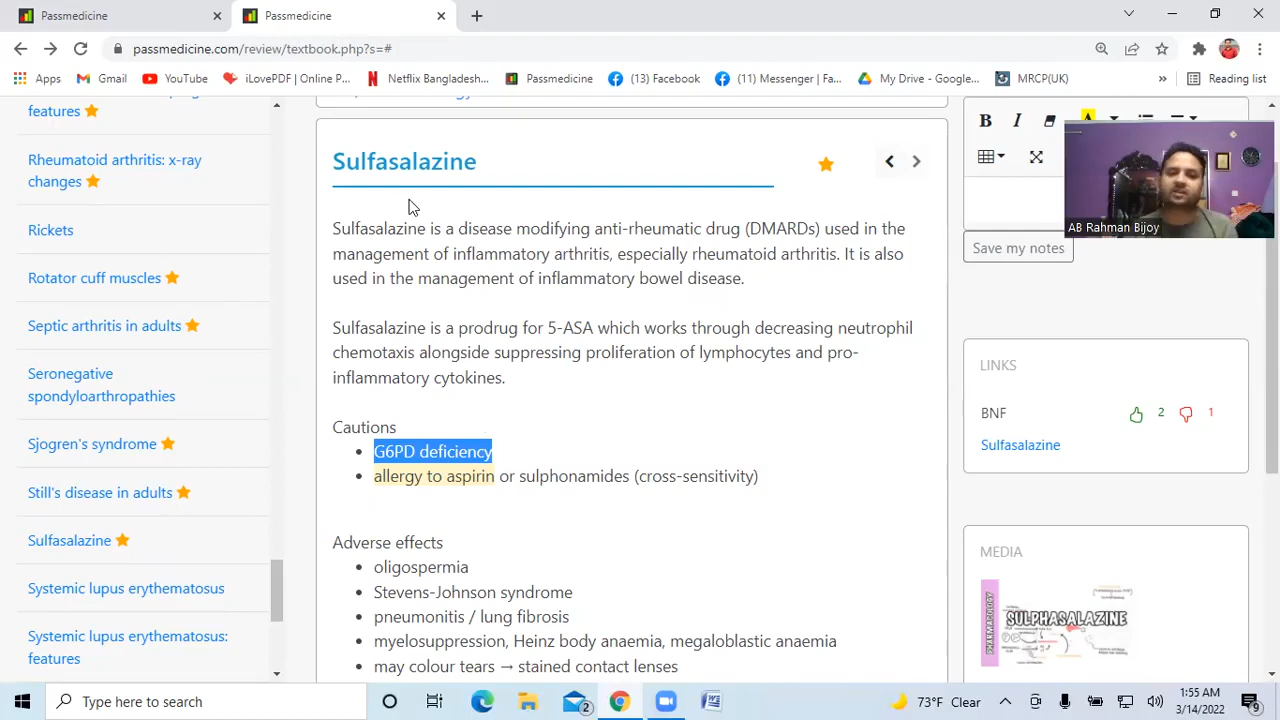 Passmedicine
Passmedicine
passmedicine.com/review/textbook.php?s=#
Apps
Gmail
YouTube
iLovePDF | Online P...
Netflix Bangladesh...
Passmedicine
(13) Facebook
(11) Messenger | Fa...
My Drive - Google...
MRCP(UK)
»
Reading list
features
Rheumatoid arthritis: x-ray
changes
Rickets
Rotator cuff muscles
Septic arthritis in adults
Seronegative
spondyloarthropathies
Sjogren's syndrome
Still's disease in adults
Sulfasalazine
Systemic lupus erythematosus
Systemic lupus erythematosus:
features
Sulfasalazine
Sulfasalazine is a disease modifying anti-rheumatic drug (DMARDs) used in the
management of inflammatory arthritis, especially rheumatoid arthritis. It is also
used in the management of inflammatory bowel disease.
Sulfasalazine is a prodrug for 5-ASA which works through decreasing neutrophil
chemotaxis alongside suppressing proliferation of lymphocytes and pro-
inflammatory cytokines.
Cautions
• G6PD deficiency
• allergy to aspirin or sulphonamides (cross-sensitivity)
Adverse effects
• oligospermia
• Stevens-Johnson syndrome
• pneumonitis / lung fibrosis
• myelosuppression, Heinz body anaemia, megaloblastic anaemia
• may colour tears → stained contact lenses
B I A
AB Rahman Bijoy
Save my notes
LINKS
BNF 2 1
Sulfasalazine
MEDIA
SULPHASALAZINE
Type here to search
2
73°F Clear
1:55 AM
3/14/2022
9